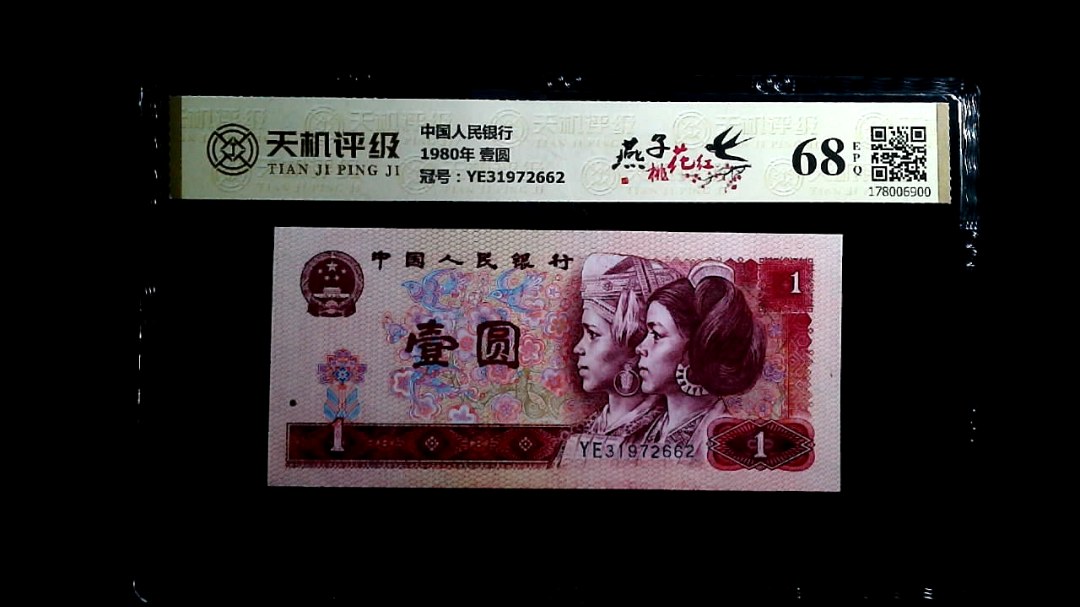 天机评级
TIAN JI PING JI
中国人民银行
1980年 壹圆
冠号：YE31972662
燕子
桃花红
68
EPQ
178006900
中国人民银行
1
壹圆
1
YE31972662
1